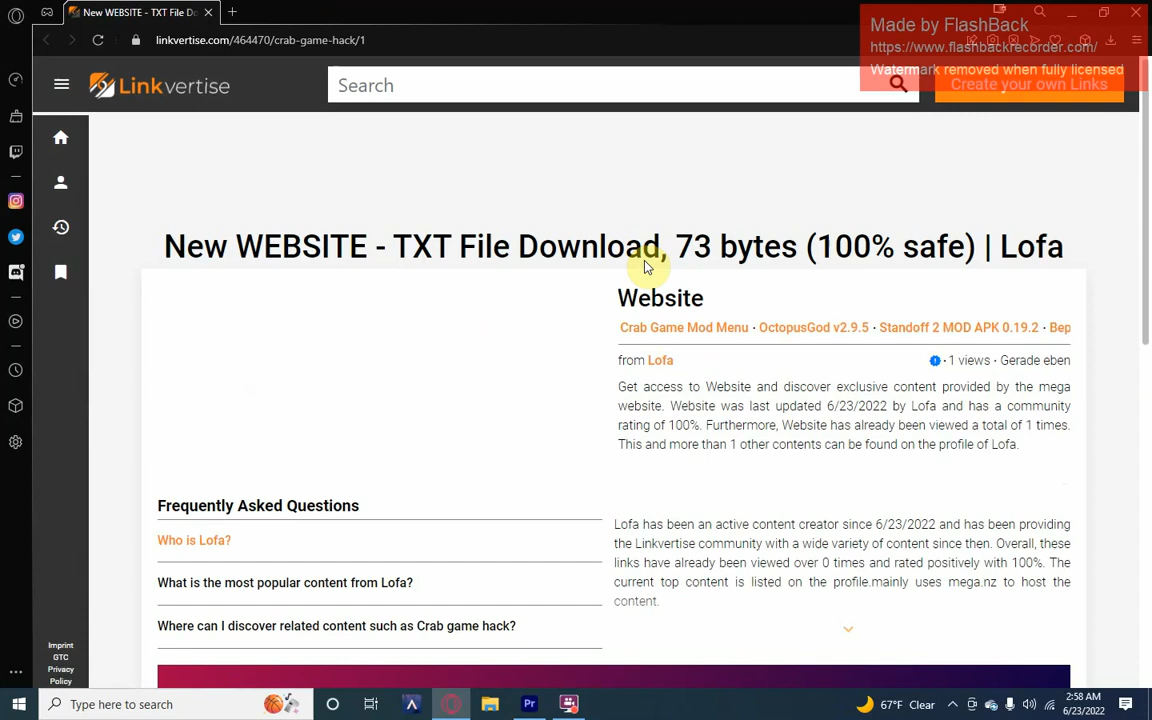 New WEBSITE - TXT File Do
linkvertise.com/464470/crab-game-hack/1
Made by FlashBack
https://www.flashbackrecorder.com/
Watermark removed when fully licensed
Linkvertise
Search
Create your own Links
New WEBSITE - TXT File Download, 73 bytes (100% safe) | Lofa
Website
Crab Game Mod Menu · OctopusGod v2.9.5 · Standoff 2 MOD APK 0.19.2 · Bep
from Lofa
· 1 views · Gerade eben
Get access to Website and discover exclusive content provided by the mega
website. Website was last updated 6/23/2022 by Lofa and has a community
rating of 100%. Furthermore, Website has already been viewed a total of 1 times.
This and more than 1 other contents can be found on the profile of Lofa.
Frequently Asked Questions
Who is Lofa?
What is the most popular content from Lofa?
Where can I discover related content such as Crab game hack?
Lofa has been an active content creator since 6/23/2022 and has been providing
the Linkvertise community with a wide variety of content since then. Overall, these
links have already been viewed over 0 times and rated positively with 100%. The
current top content is listed on the profile.mainly uses mega.nz to host the
content.
Imprint
GTC
Privacy
Policy
Type here to search
Pr
67°F Clear
2:58 AM
6/23/2022